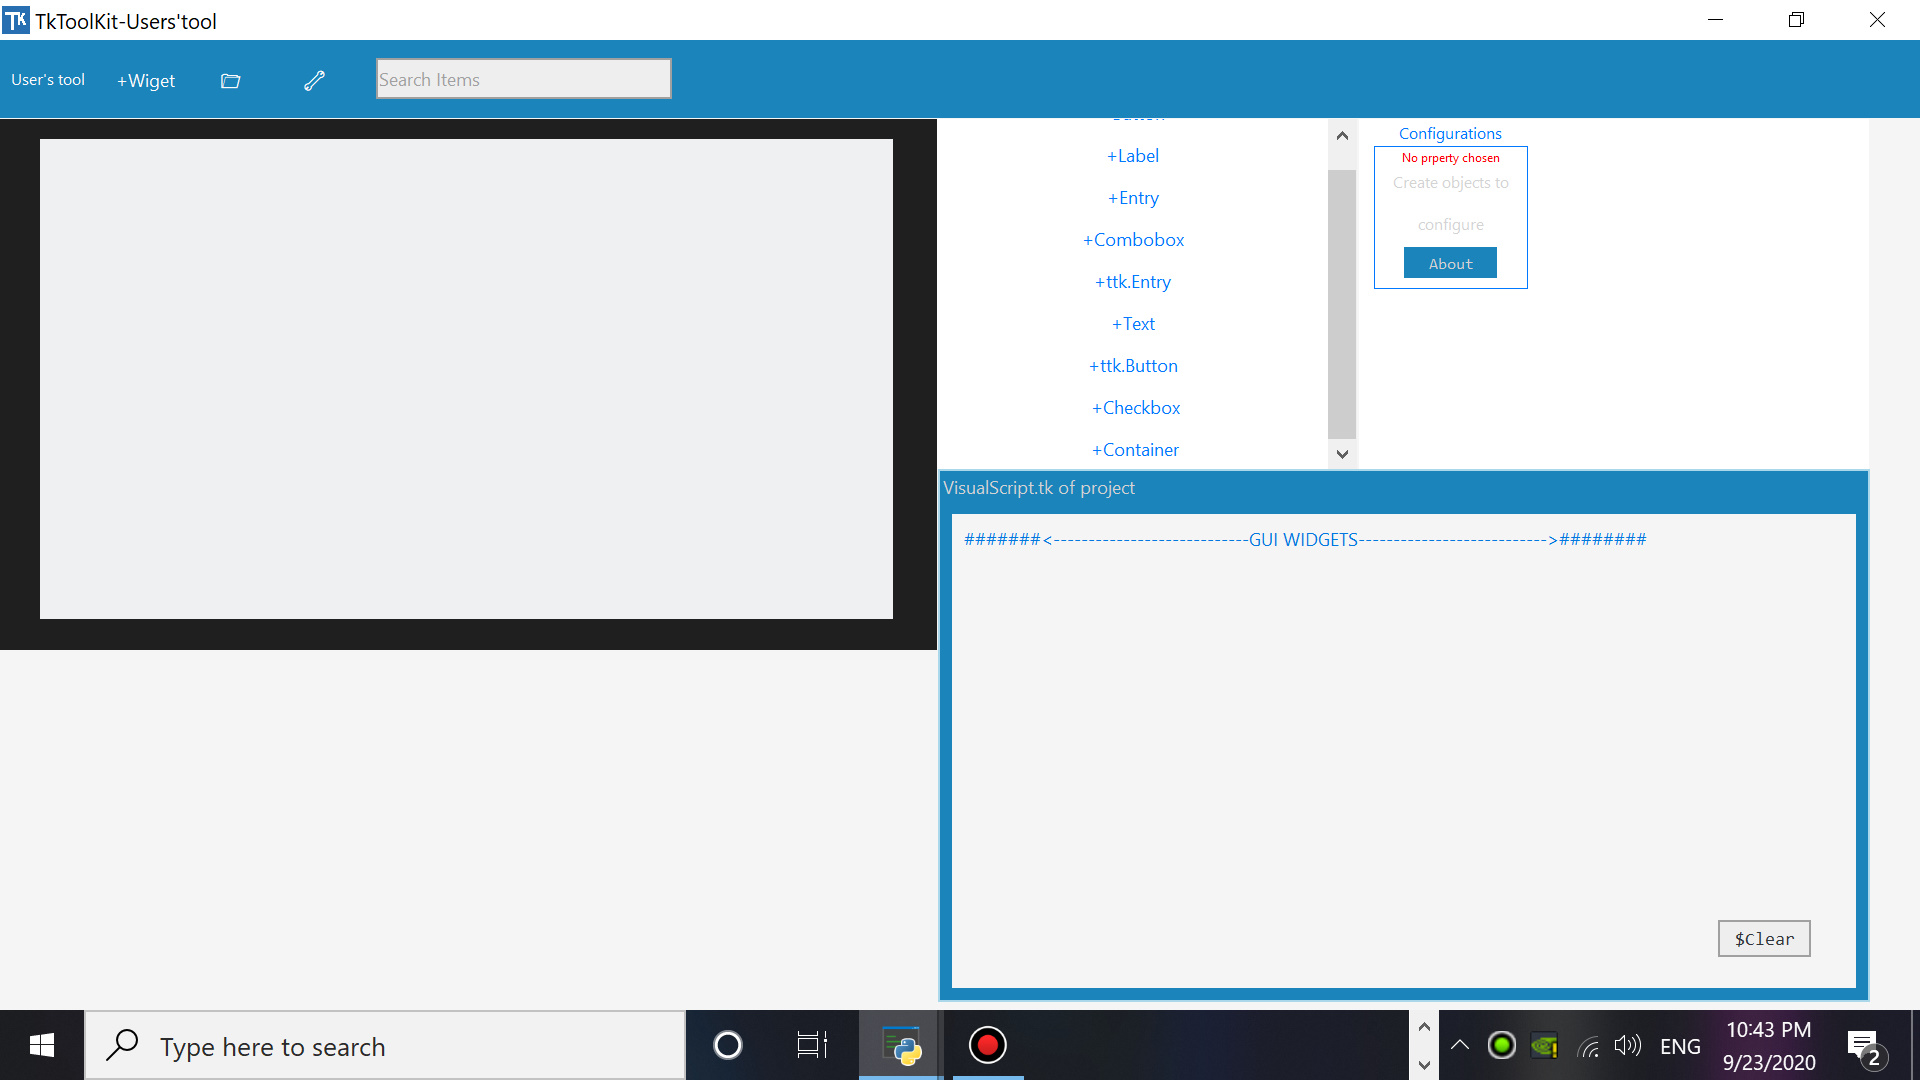 TK TkToolKit-Users'tool
User's tool +Wiget Search Items
+Label
+Entry
+Combobox
+ttk.Entry
+Text
+ttk.Button
+Checkbox
+Container
Configurations
No prperty chosen
Create objects to
configure
About
VisualScript.tk of project
#######<----------------------------GUI WIDGETS--------------------------->########
$Clear
Type here to search
ENG
10:43 PM
9/23/2020
2